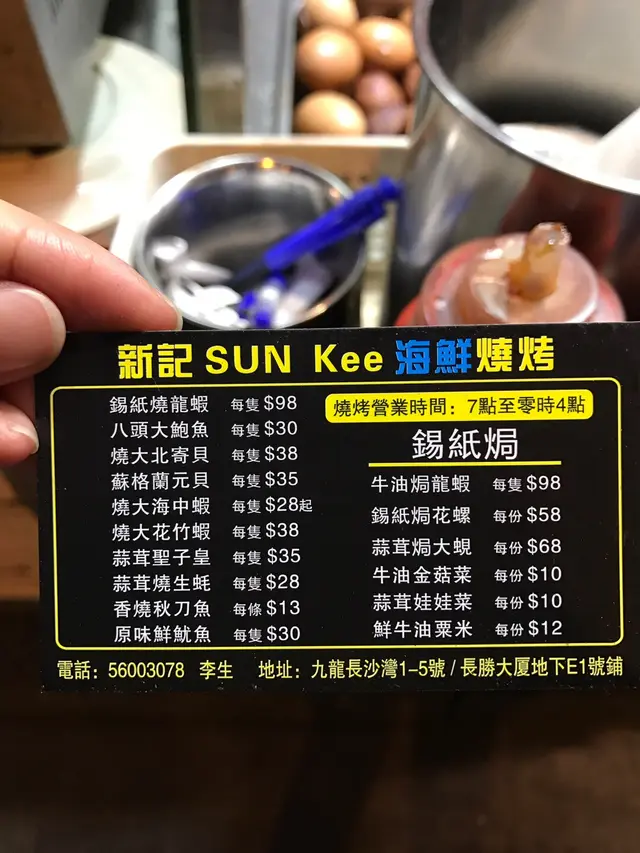 新記 SUN Kee 海鮮燒烤
錫紙燒龍蝦 每隻 $98
八頭大鮑魚 每隻 $30
燒大北寄貝 每隻 $38
蘇格蘭元貝 每隻 $35
燒大海中蝦 每隻 $28起
燒大花竹蝦 每隻 $38
蒜茸聖子皇 每隻 $35
蒜茸燒生蚝 每隻 $28
香燒秋刀魚 每條 $13
原味鮮魷魚 每隻 $30
燒烤營業時間：7點至零時4點
錫紙焗
牛油焗龍蝦 每隻 $98
錫紙焗花螺 每份 $58
蒜茸焗大蜆 每份 $68
牛油金菇菜 每份 $10
蒜茸娃娃菜 每份 $10
鮮牛油粟米 每份 $12
電話：56003078 李生 地址：九龍長沙灣1-5號 / 長勝大厦地下E1號鋪